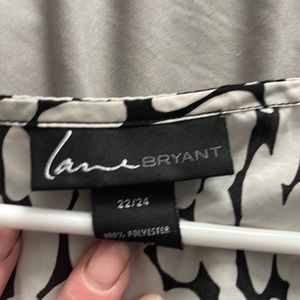 Lane BRYANT
22/24
100% POLYESTER